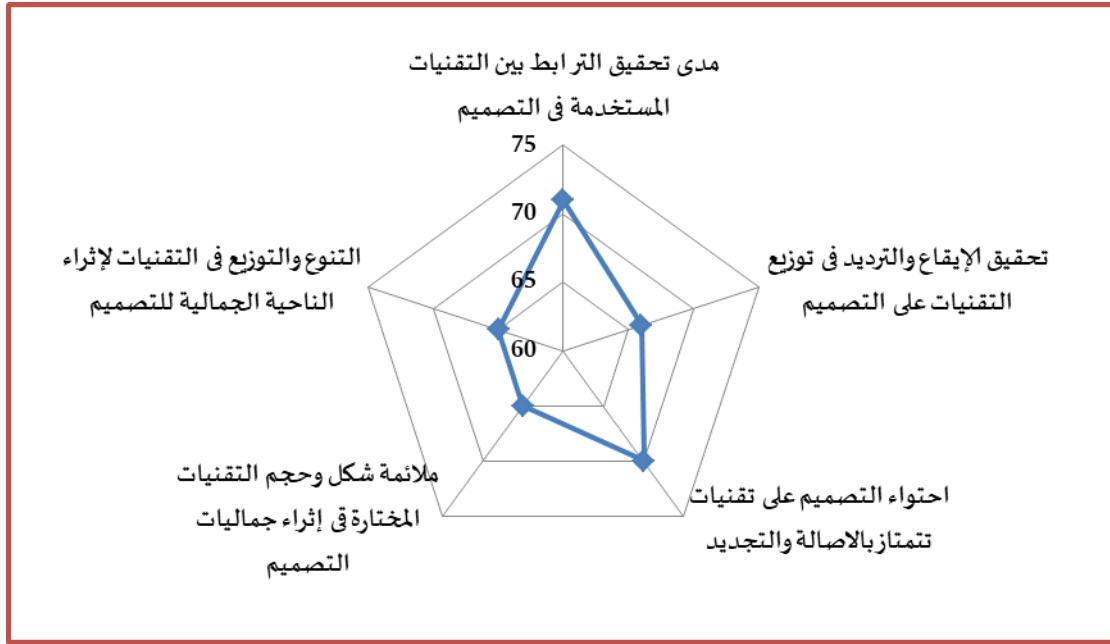 مدى تحقيق الترابط بين التقنيات
المستخدمة فى التصميم
75
70
65
60
تحقيق الإيقاع والترديد فى توزيع
التقنيات على التصميم
احتواء التصميم على تقنيات
تتمتاز بالاصالة والتجديد
ملائمة شكل وحجم التقنيات
المختارة فى إثراء جماليات
التصميم
التنوع والتوزيع فى التقنيات لإثراء
الناحية الجمالية للتصميم